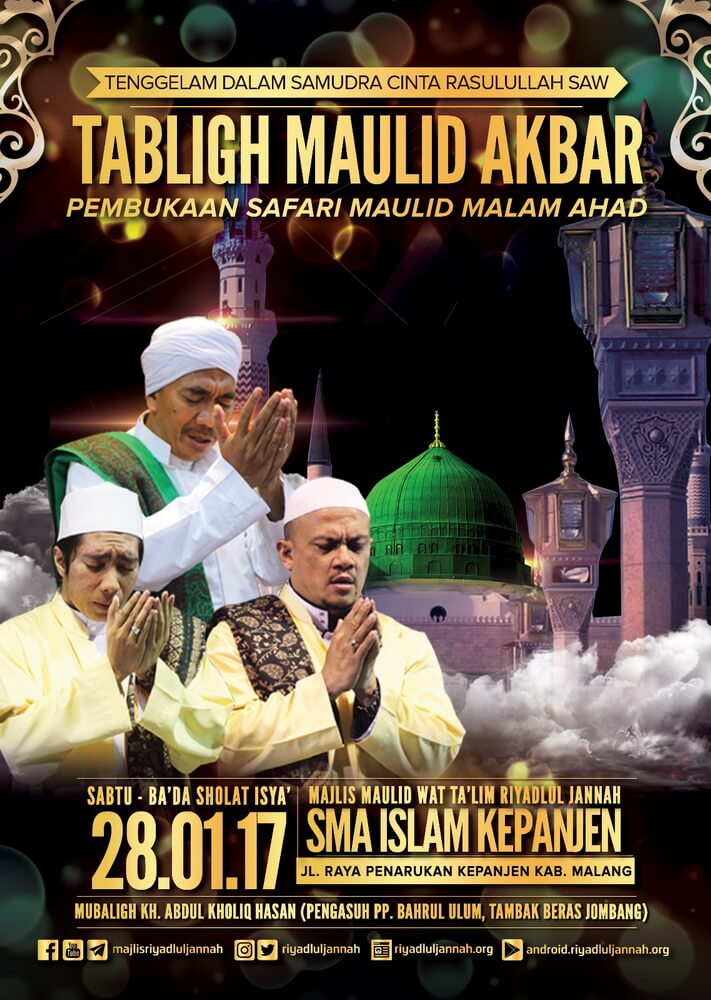 TENGGELAM DALAM SAMUDRA CINTA RASULULLAH SAW
TABLIGH MAULID AKBAR
PEMBUKAAN SAFARI MAULID MALAM AHAD
SABTU - BA'DA SHOLAT ISYA'
28.01.17
MAJLIS MAULID WAT TA'LIM RIYADLUL JANNAH
SMA ISLAM KEPANJEN
JL. RAYA PENARUKAN KEPANJEN KAB. MALANG
MUBALIGH KH. ABDUL KHOLIQ HASAN (PENGASUH PP. BAHRUL ULUM, TAMBAK BERAS JOMBANG)
You Tube majlisriyadluljannah riyadluljannah riyadluljannah.org android.riyadluljannah.org